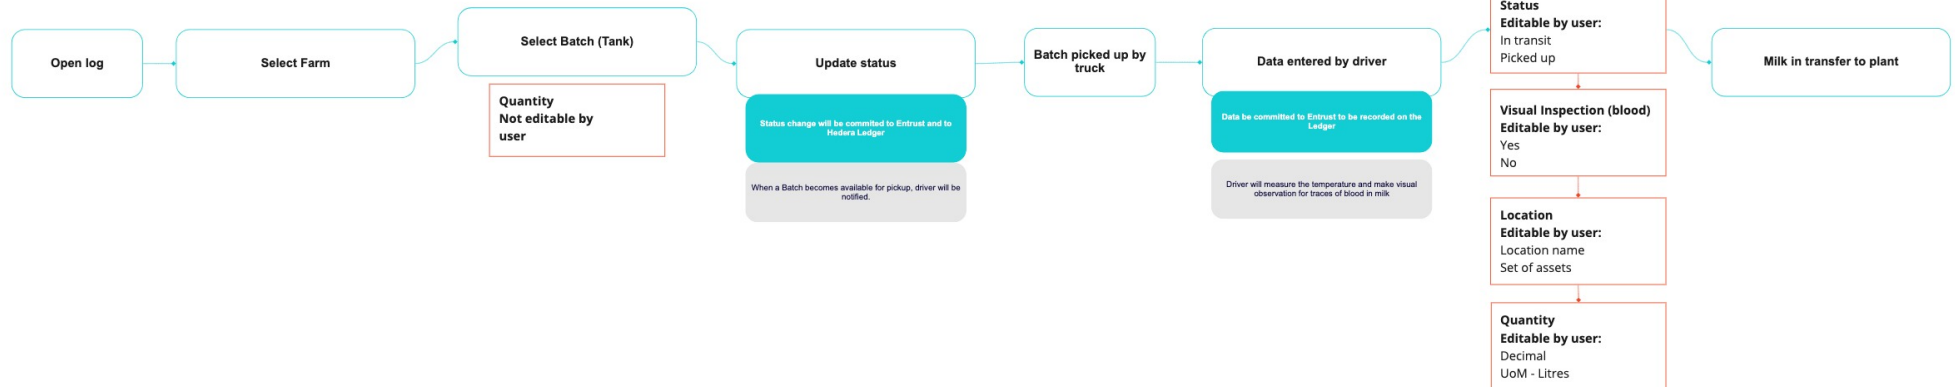 Open log
Select Farm
Select Batch (Tank)
Quantity
Not editable by
user
Update status
Status change will be commited to Entrust and to
Hedera Ledger
When a Batch becomes available for pickup, driver will be
notified.
Batch picked up by
truck
Data entered by driver
Data be committed to Entrust to be recorded on the
Ledger
Driver will measure the temperature and make visual
observation for traces of blood in milk
Status
Editable by user:
In transit
Picked up
Visual Inspection (blood)
Editable by user:
Yes
No
Location
Editable by user:
Location name
Set of assets
Quantity
Editable by user:
Decimal
UoM - Litres
Milk in transfer to plant